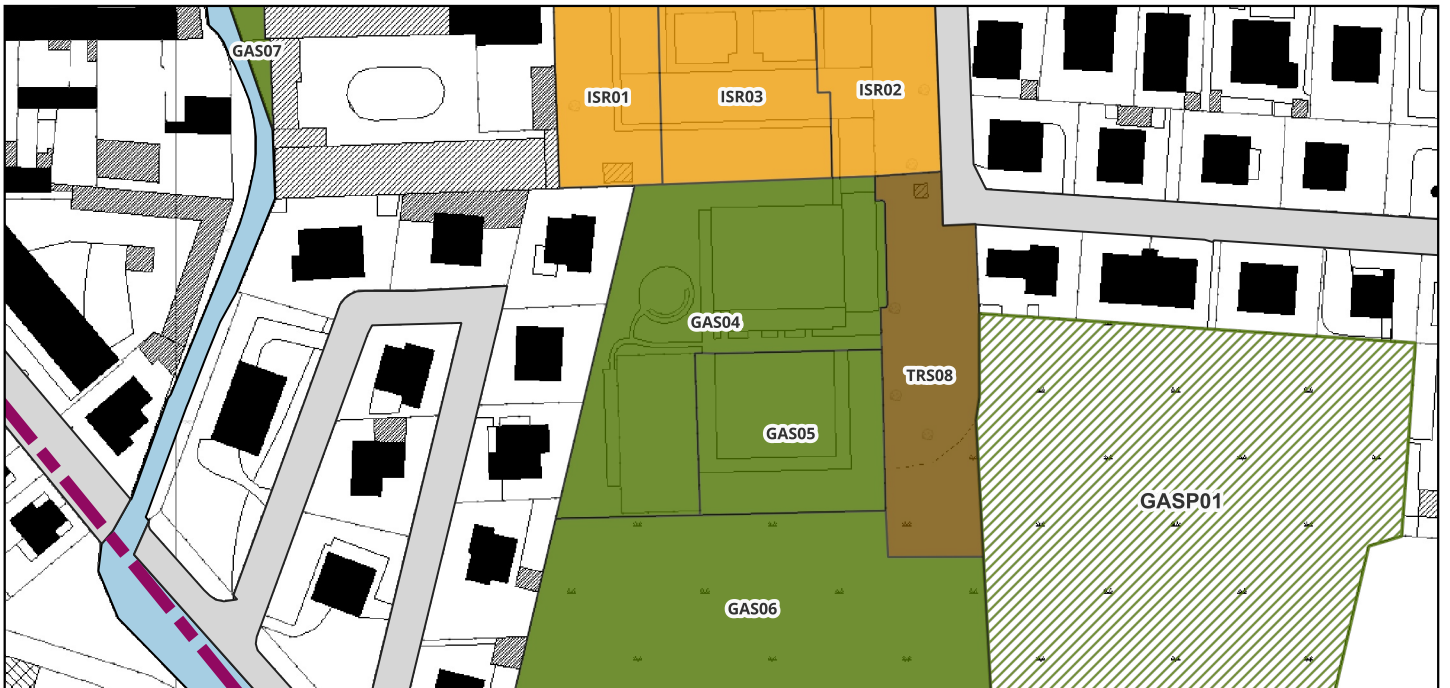 GAS07
ISR01
ISR03
ISR02
GAS04
TRS08
GAS05
GASP01
GAS06